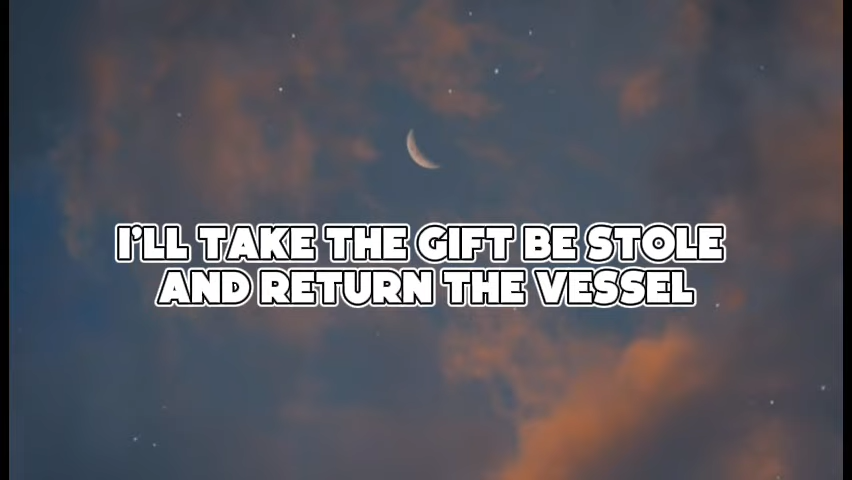 I'LL TAKE THE GIFT BE STOLE
AND RETURN THE VESSEL